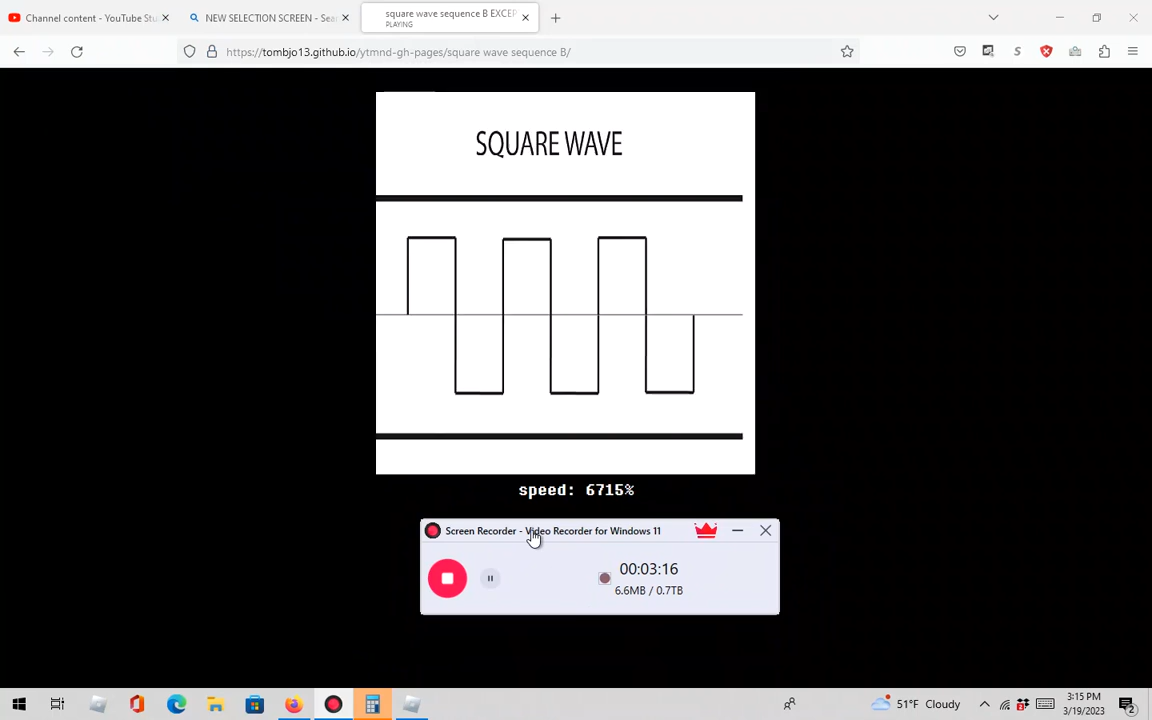 Channel content - YouTube Stu
NEW SELECTION SCREEN - Sea
square wave sequence B EXCEP
PLAYING
https://tombjo13.github.io/ytmnd-gh-pages/square wave sequence B/
SQUARE WAVE
speed: 6715%
Screen Recorder - Video Recorder for Windows 11
00:03:16
6.6MB / 0.7TB
51°F Cloudy
3:15 PM
3/19/2023
2